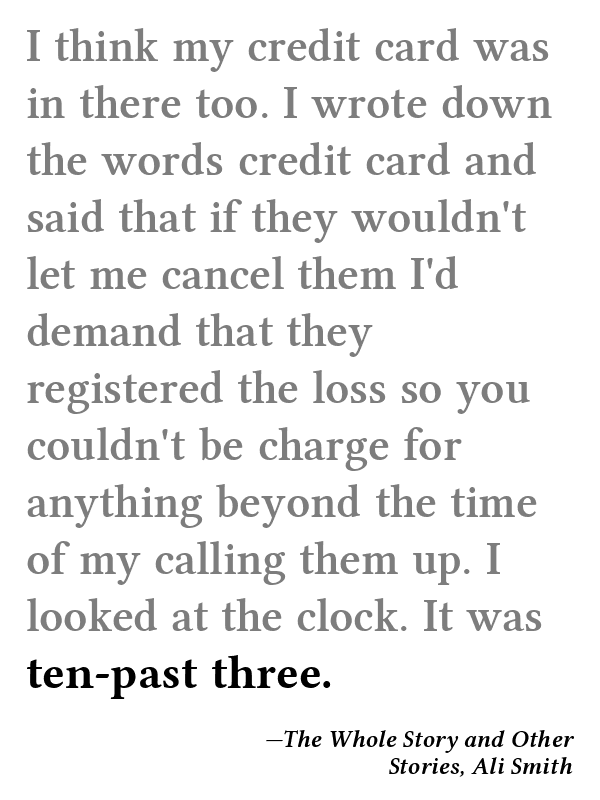 I think my credit card was
in there too. I wrote down
the words credit card and
said that if they wouldn't
let me cancel them I'd
demand that they
registered the loss so you
couldn't be charge for
anything beyond the time
of my calling them up. I
looked at the clock. It was
ten-past three.
—The Whole Story and Other
Stories, Ali Smith